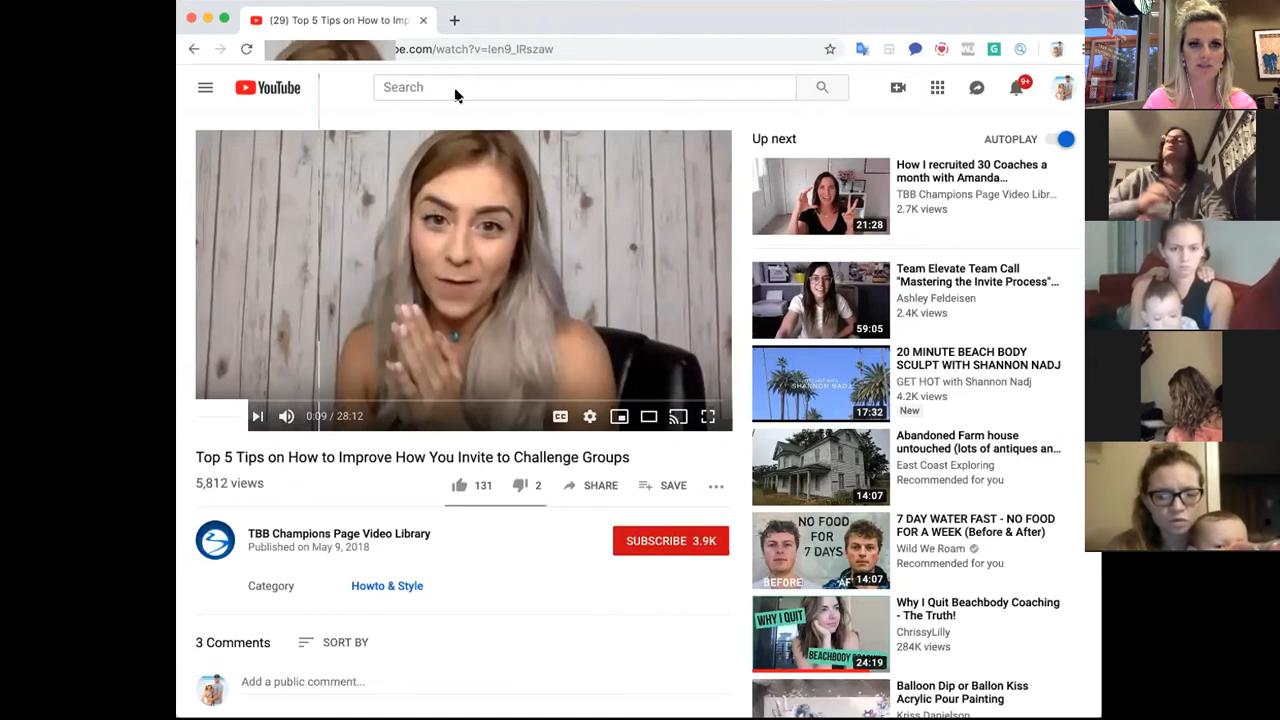 (29) Top 5 Tips on How to Imp
be.com/watch?v=Ien9_lRszaw
YouTube
Search
9+
0:09 / 28:12
CC
Top 5 Tips on How to Improve How You Invite to Challenge Groups
5,812 views
131
2
SHARE
SAVE
TBB Champions Page Video Library
Published on May 9, 2018
SUBSCRIBE 3.9K
Category
Howto & Style
3 Comments
SORT BY
Add a public comment...
Up next
AUTOPLAY
21:28
How I recruited 30 Coaches a
month with Amanda...
TBB Champions Page Video Libr...
2.7K views
59:05
Team Elevate Team Call
"Mastering the Invite Process"...
Ashley Feldeisen
2.4K views
SHANNON NADJ
17:32
20 MINUTE BEACH BODY
SCULPT WITH SHANNON NADJ
GET HOT with Shannon Nadj
4.2K views
New
14:07
Abandoned Farm house
untouched (lots of antiques an...
East Coast Exploring
Recommended for you
NO FOOD
FOR
7 DAYS
BEFORE
AF
14:07
7 DAY WATER FAST - NO FOOD
FOR A WEEK (Before & After)
Wild We Roam
Recommended for you
WHY I QUIT
BEACHBODY
24:19
Why I Quit Beachbody Coaching
- The Truth!
ChrissyLilly
284K views
Balloon Dip or Ballon Kiss
Acrylic Pour Painting
Kriss Danielson